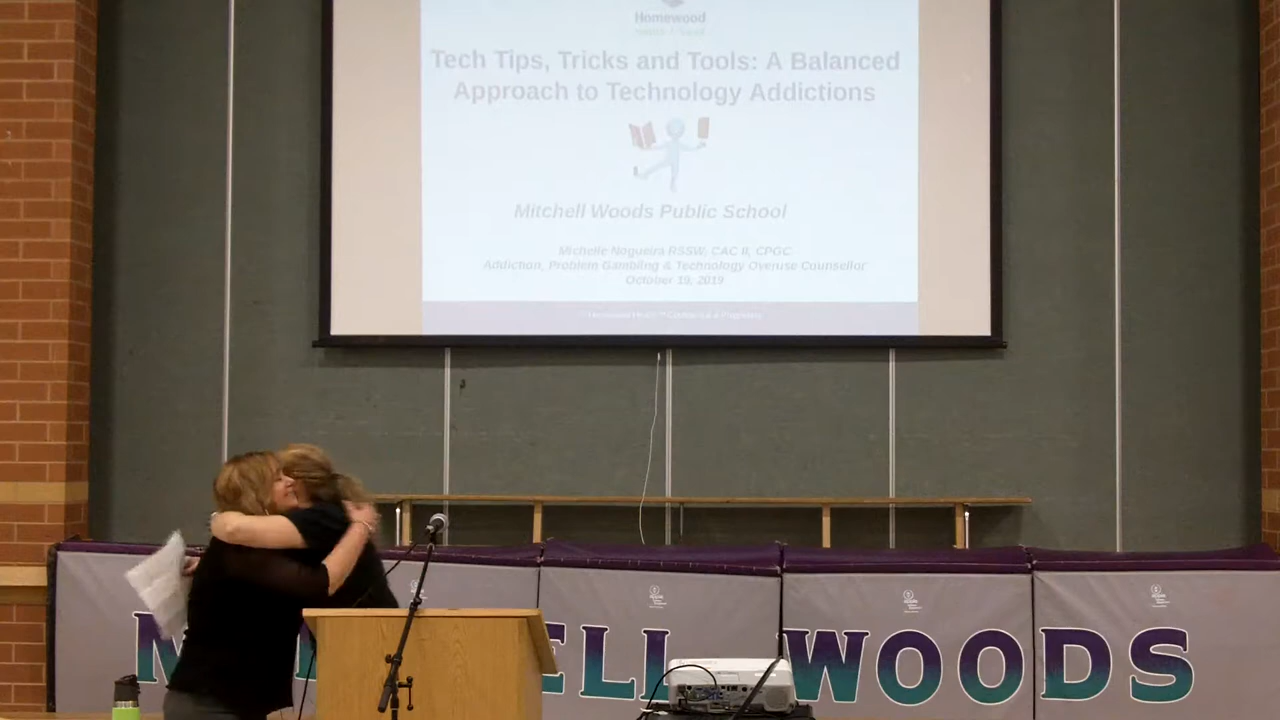 Homewood
Tech Tips, Tricks and Tools: A Balanced
Approach to Technology Addictions
Mitchell Woods Public School
Michelle Nogueira RSSW, CAC II, CPGC
Addiction, Problem Gambling & Technology Overuse Counsellor
October 19, 2019
M ELL WOODS